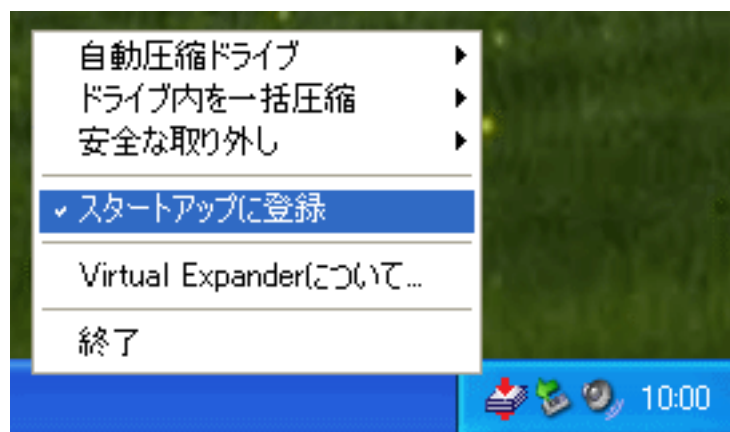 自動圧縮ドライブ
ドライブ内を一括圧縮
安全な取り外し
スタートアップに登録
Virtual Expanderについて...
終了
10:00